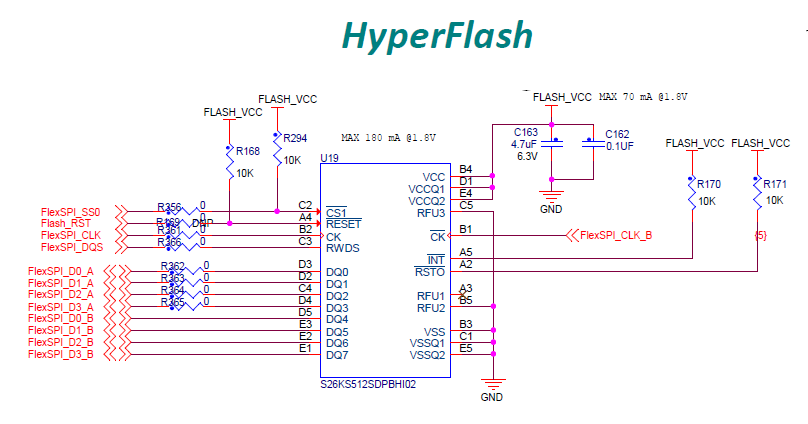 HyperFlash
FLASH_VCC
FLASH_VCC
R168
10K
R294
10K
MAX 180 mA @1.8V
FLASH_VCC MAX 70 mA @1.8V
C163
4.7uF
6.3V
C162
0.1UF
GND
FLASH_VCC FLASH_VCC
R170
10K
R171
10K
U19
FlexSPI_SS0 R356 0 C2 CS1
Flash_RST R169 0 DNP A4 RESET
FlexSPI_CLK R361 0 B2 CK
FlexSPI_DQS R366 0 C3 RWDS
FlexSPI_D0_A R362 0 D3 DQ0
FlexSPI_D1_A R363 0 D2 DQ1
FlexSPI_D2_A R364 0 C4 DQ2
FlexSPI_D3_A R365 0 D4 DQ3
FlexSPI_D0_B D5 DQ4
FlexSPI_D1_B E3 DQ5
FlexSPI_D2_B E2 DQ6
FlexSPI_D3_B E1 DQ7
VCC B4
VCCQ1 D1
VCCQ2 E4
RFU3 C5
CK B1 FlexSPI_CLK_B
{5}
INT A5
RSTO A2
RFU1 A3
RFU2 B5
VSS B3
VSSQ1 C1
VSSQ2 E5
S26KS512SDPBHI02
GND